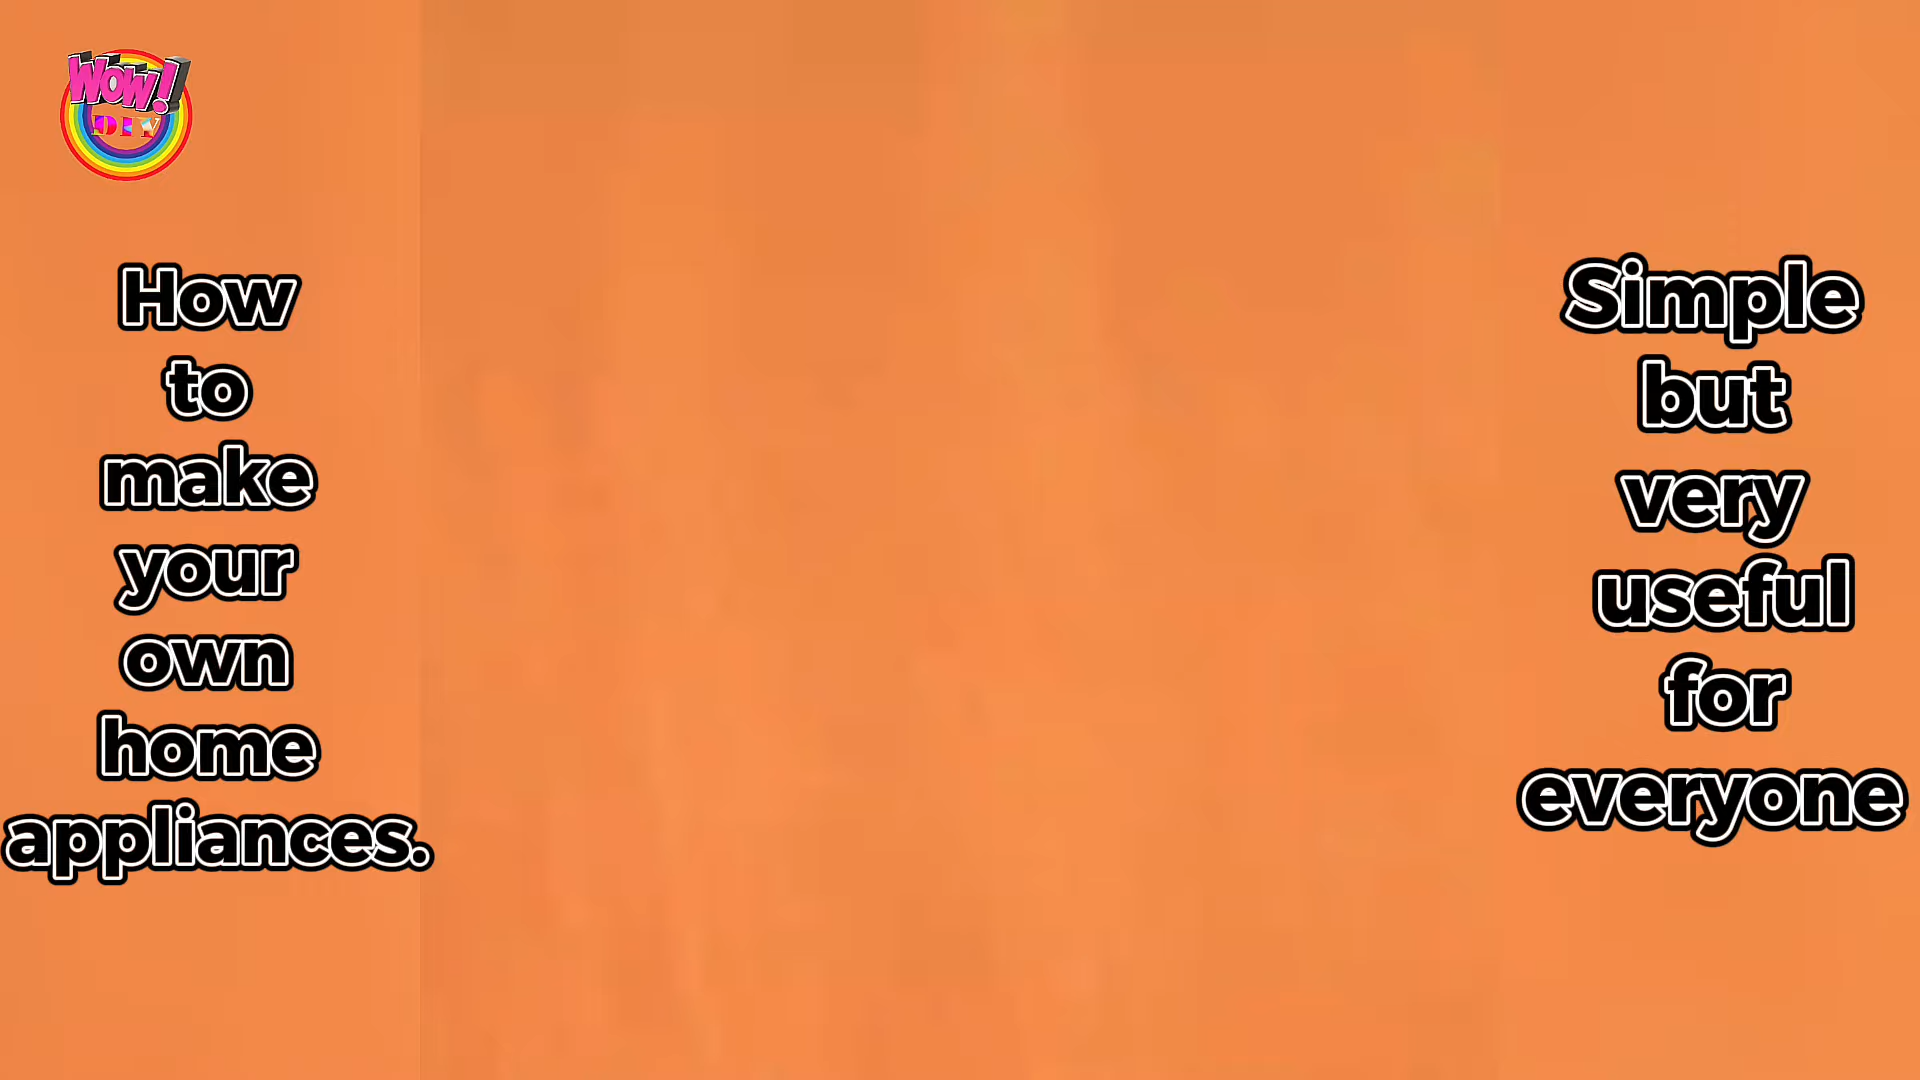 WOW!
DIY
How
to
make
your
own
home
appliances.
Simple
but
very
useful
for
everyone